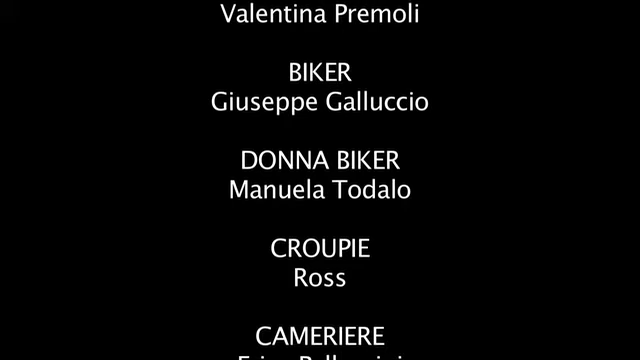 Valentina Premoli
BIKER
Giuseppe Galluccio
DONNA BIKER
Manuela Todalo
CROUPIE
Ross
CAMERIERE